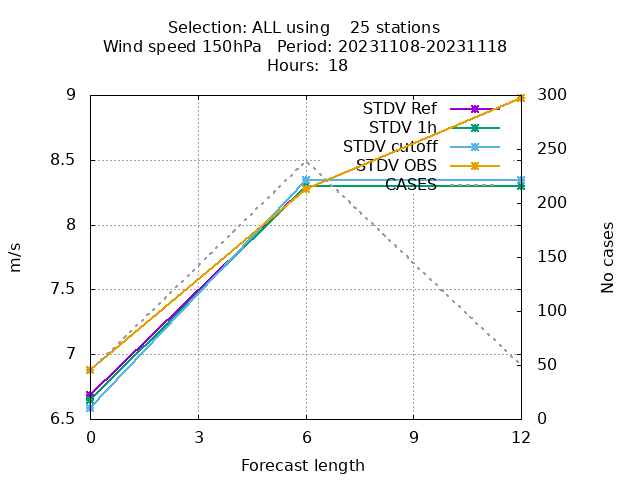 Selection: ALL using    25 stations
Wind speed 150hPa   Period: 20231108-20231118
Hours:  18
9
8.5
8
7.5
7
6.5
m/s
STDV Ref
STDV 1h
STDV cutoff
STDV OBS
CASES
300
250
200
150
100
50
0
No cases
0
3
6
9
12
Forecast length